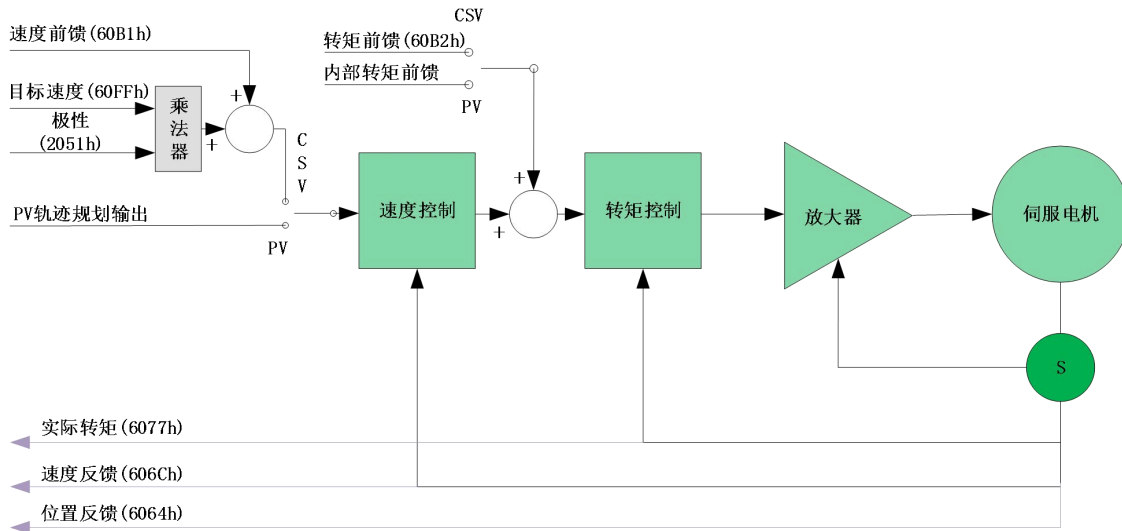 CSV
速度前馈(60B1h)
转矩前馈(60B2h)
内部转矩前馈
PV
目标速度(60FFh)
极性
(2051h)
乘法器
+
+
CSV
PV轨迹规划输出
PV
速度控制
+
+
转矩控制
放大器
伺服电机
S
实际转矩(6077h)
速度反馈(606Ch)
位置反馈(6064h)